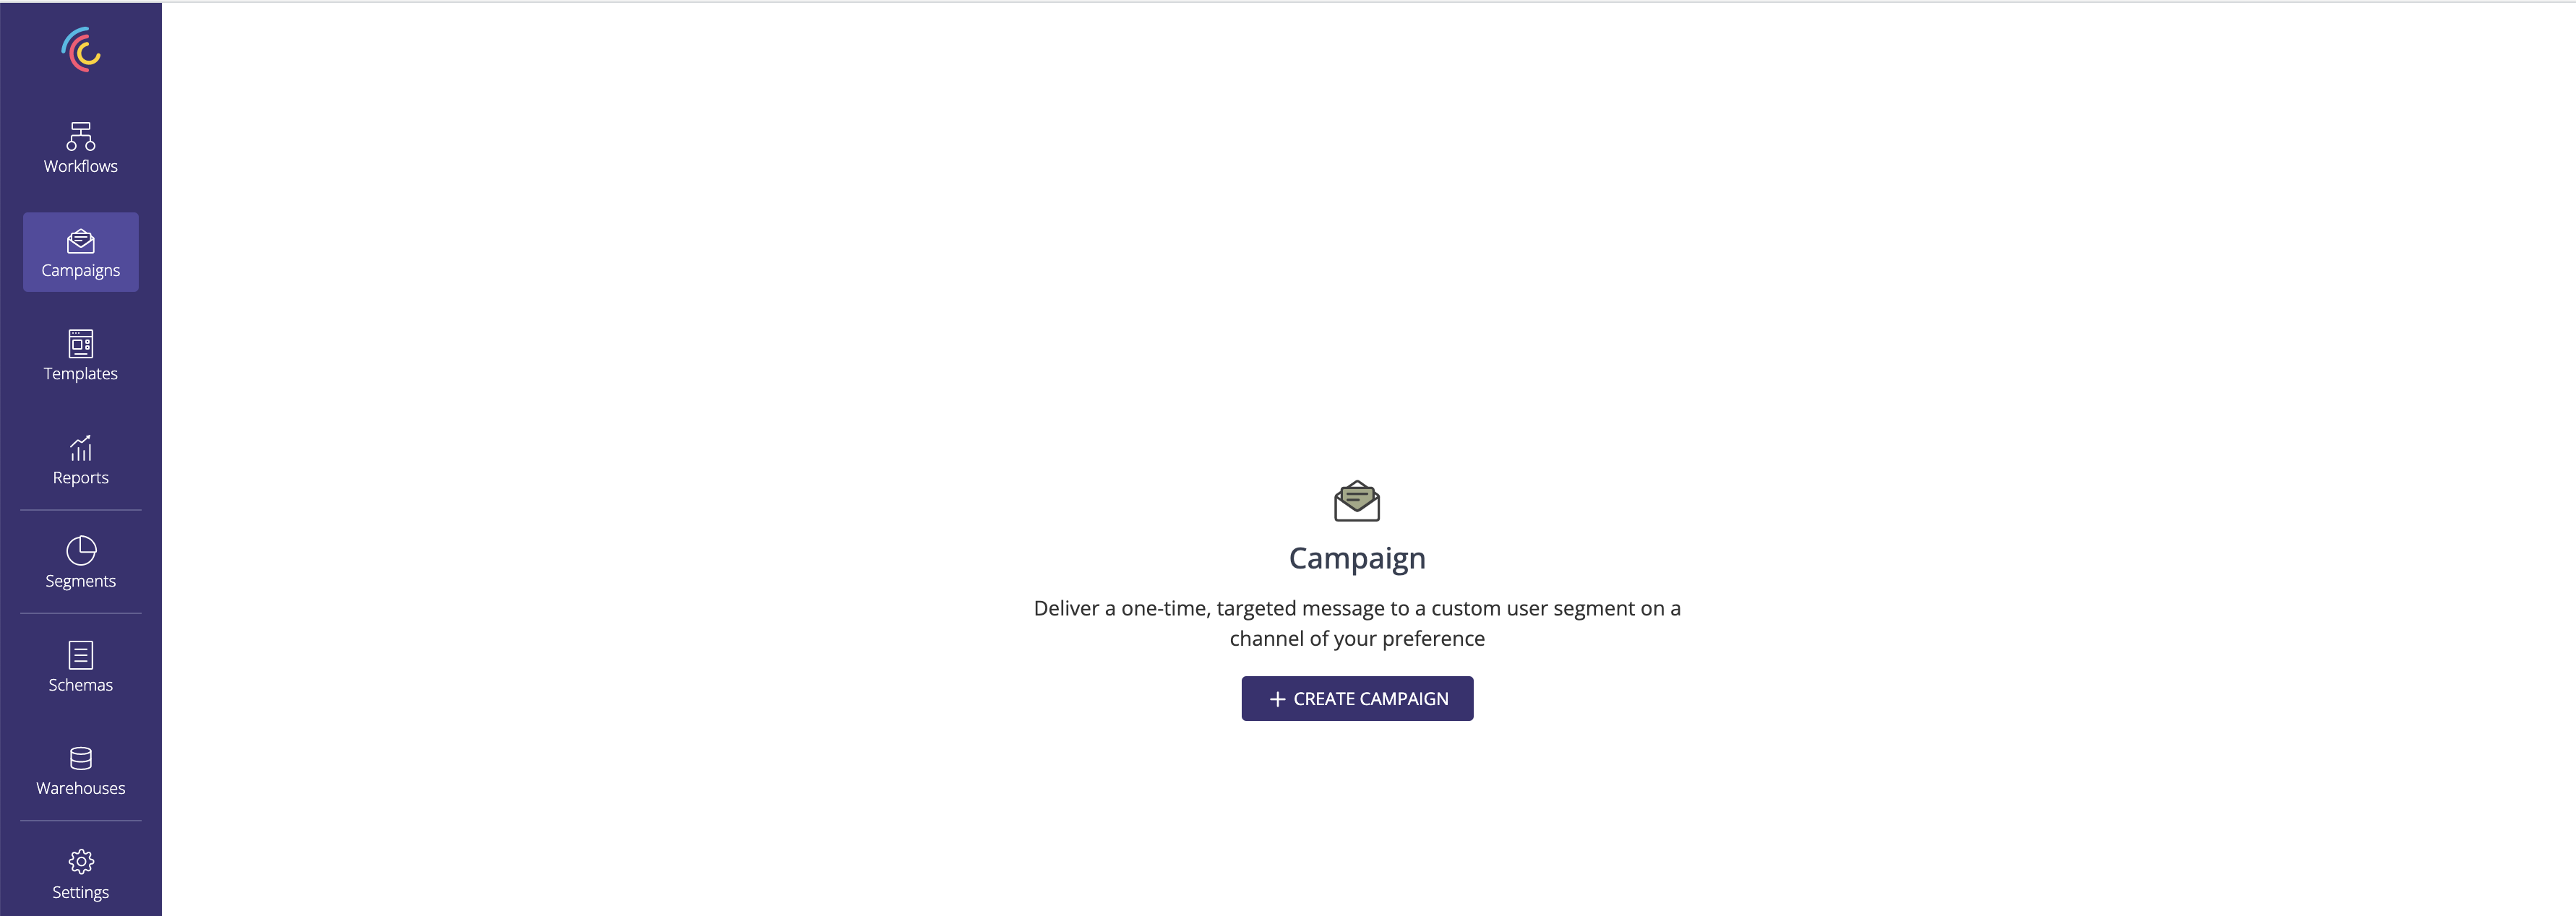 Workflows
Campaigns
Templates
Reports
Segments
Schemas
Warehouses
Settings
Campaign
Deliver a one-time, targeted message to a custom user segment on a
channel of your preference
+ CREATE CAMPAIGN